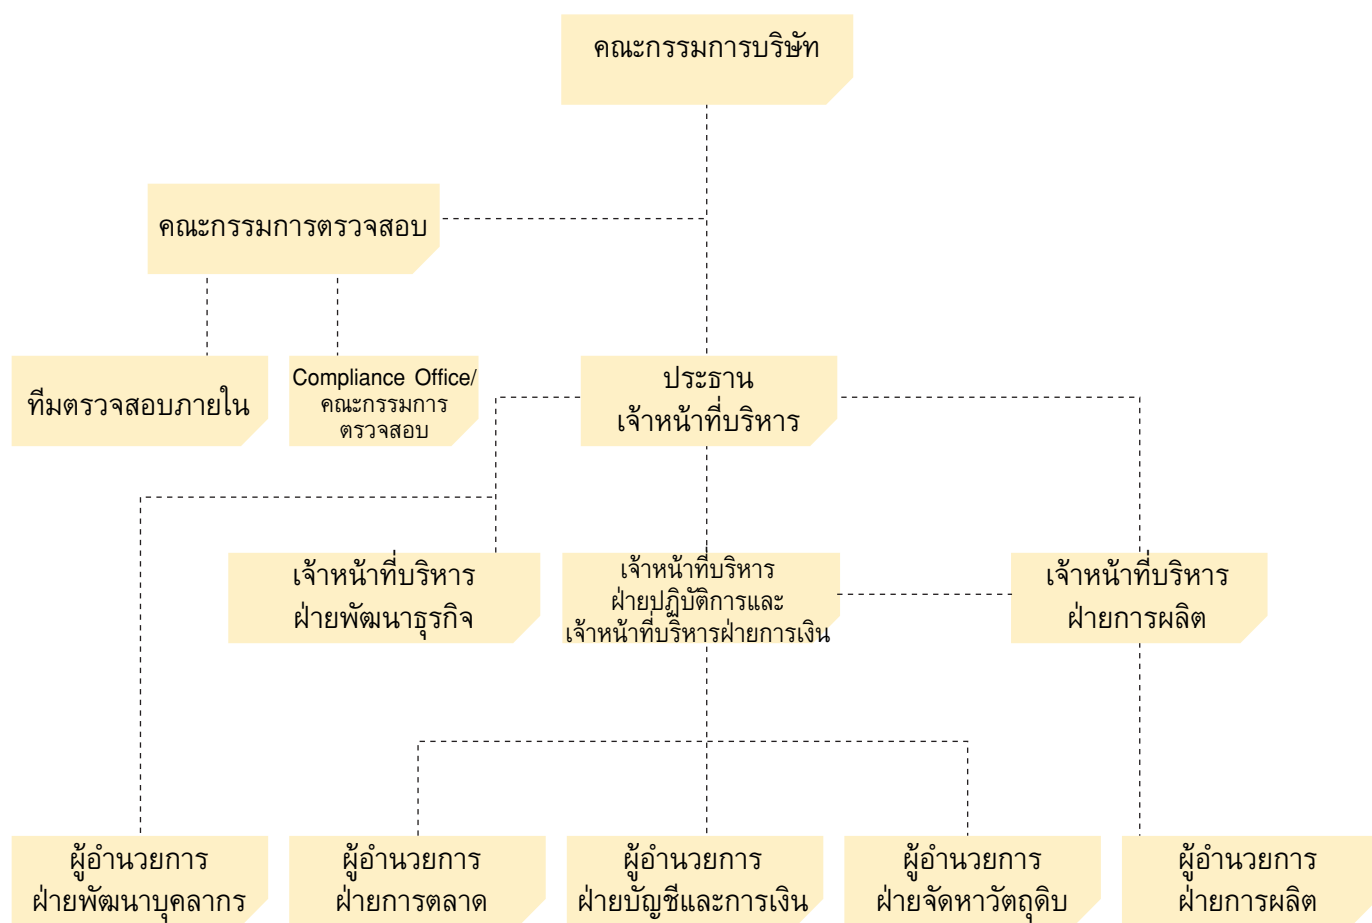 คณะกรรมการบริษัท
คณะกรรมการตรวจสอบ
ทีมตรวจสอบภายใน
Compliance Office/
คณะกรรมการ
ตรวจสอบ
ประธาน
เจ้าหน้าที่บริหาร
เจ้าหน้าที่บริหาร
ฝ่ายพัฒนาธุรกิจ
เจ้าหน้าที่บริหาร
ฝ่ายปฏิบัติการและ
เจ้าหน้าที่บริหารฝ่ายการเงิน
เจ้าหน้าที่บริหาร
ฝ่ายการผลิต
ผู้อำนวยการ
ฝ่ายพัฒนาบุคลากร
ผู้อำนวยการ
ฝ่ายการตลาด
ผู้อำนวยการ
ฝ่ายบัญชีและการเงิน
ผู้อำนวยการ
ฝ่ายจัดหาวัตถุดิบ
ผู้อำนวยการ
ฝ่ายการผลิต